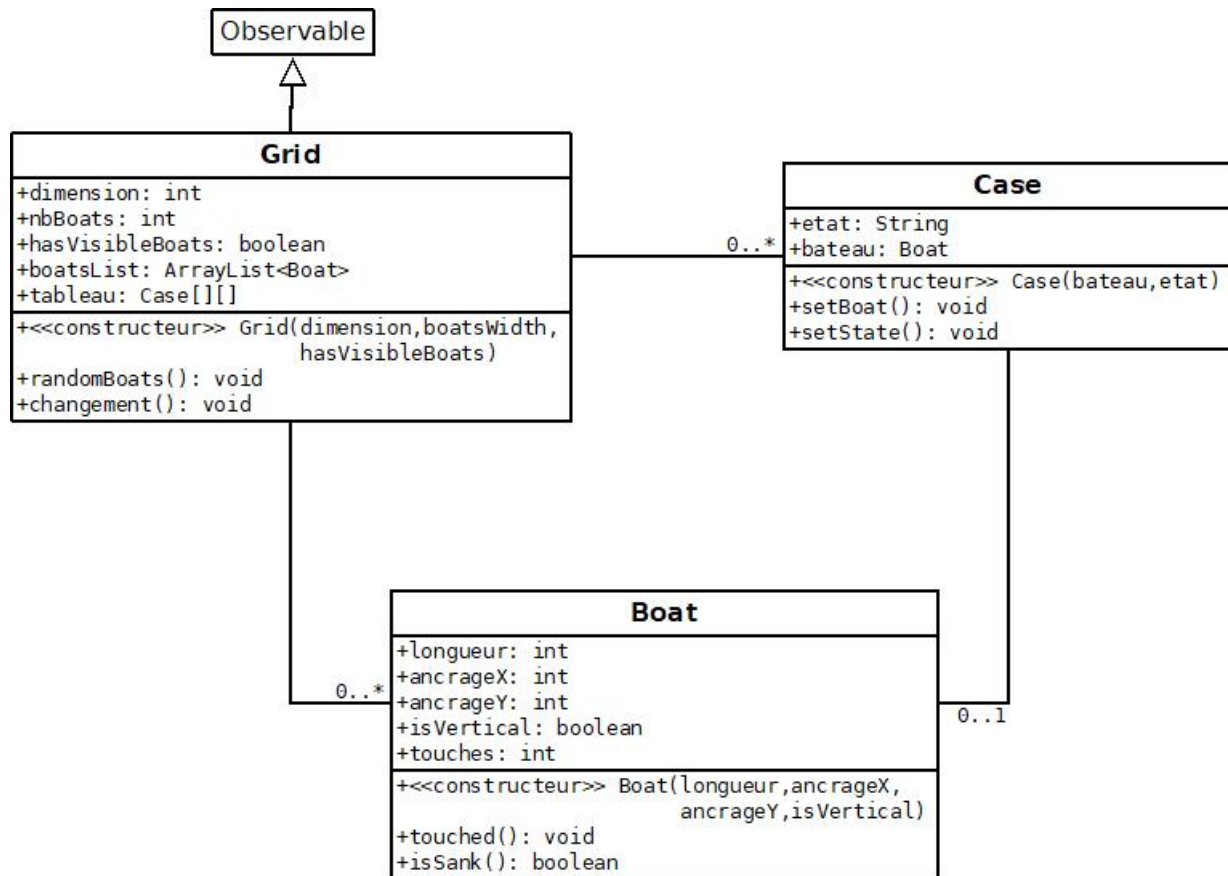 Observable
Grid
+dimension: int
+nbBoats: int
+hasVisibleBoats: boolean
+boatsList: ArrayList<Boat>
+tableau: Case[][]
+<<constructeur>> Grid(dimension,boatsWidth,
hasVisibleBoats)
+randomBoats(): void
+changement(): void
0..*
Case
+etat: String
+bateau: Boat
+<<constructeur>> Case(bateau,etat)
+setBoat(): void
+setState(): void
0..*
Boat
+longueur: int
+ancrageX: int
+ancrageY: int
+isVertical: boolean
+touches: int
+<<constructeur>> Boat(longueur,ancrageX,
ancrageY,isVertical)
+touched(): void
+isSank(): boolean
0..1